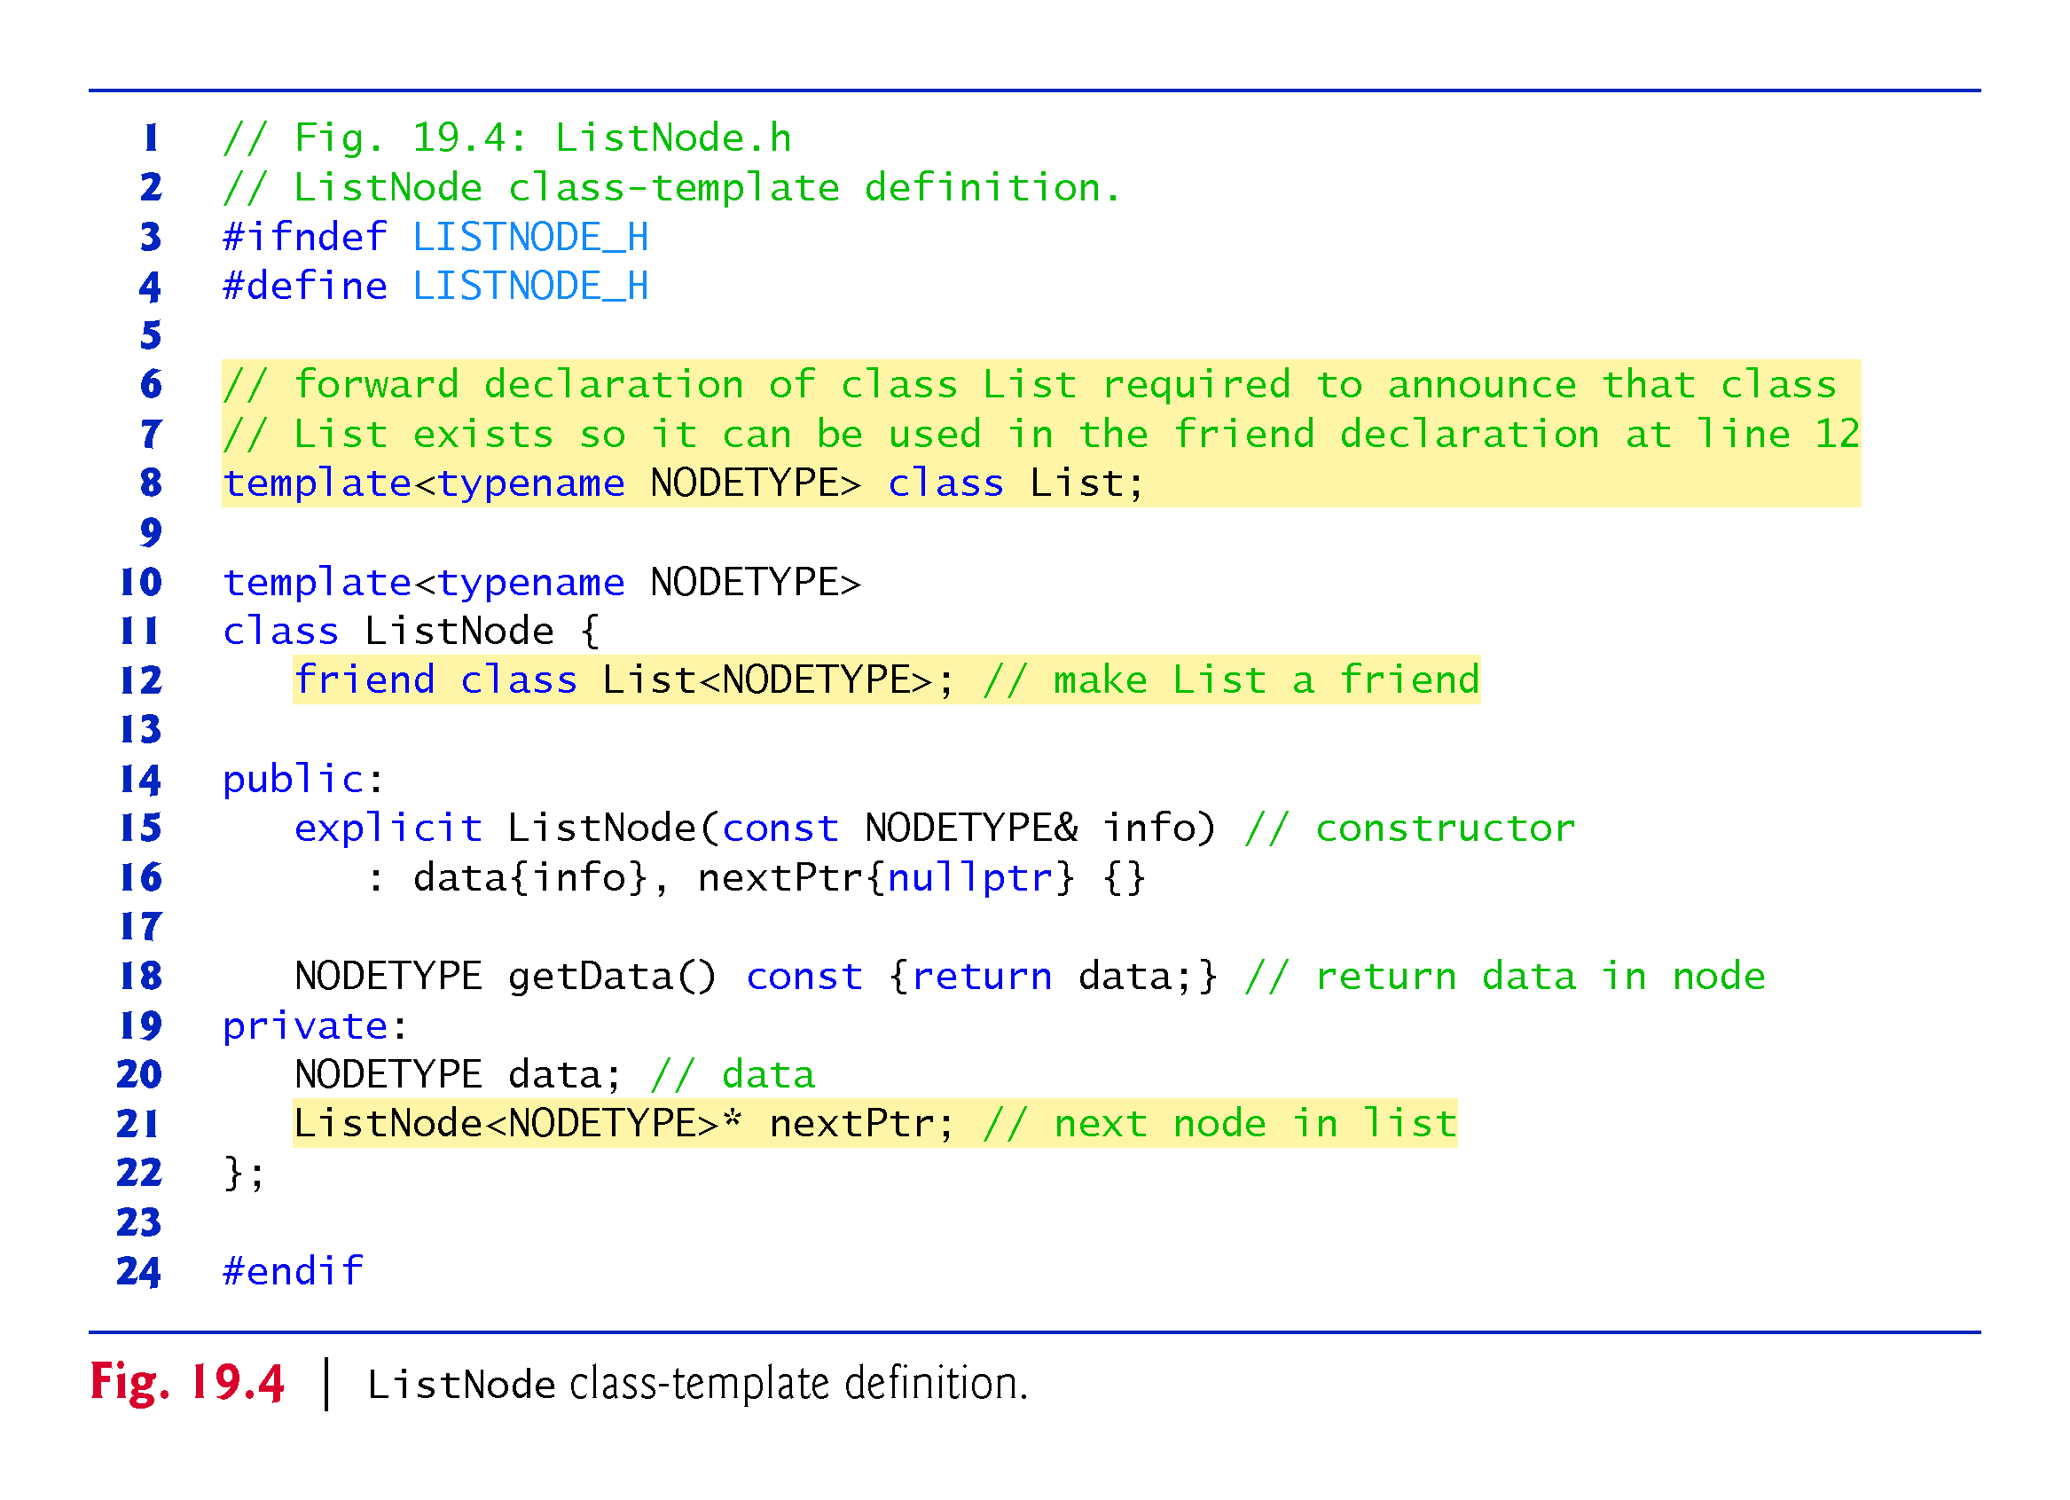 1 // Fig. 19.4: ListNode.h
2 // ListNode class-template definition.
3 #ifndef LISTNODE_H
4 #define LISTNODE_H
5
6 // forward declaration of class List required to announce that class
7 // List exists so it can be used in the friend declaration at line 12
8 template<typename NODETYPE> class List;
9
10 template<typename NODETYPE>
11 class ListNode {
12    friend class List<NODETYPE>; // make List a friend
13
14 public:
15    explicit ListNode(const NODETYPE& info) // constructor
16       : data{info}, nextPtr{nullptr} {}
17
18    NODETYPE getData() const {return data;} // return data in node
19 private:
20    NODETYPE data; // data
21    ListNode<NODETYPE>* nextPtr; // next node in list
22 };
23
24 #endif
Fig. 19.4 | ListNode class-template definition.